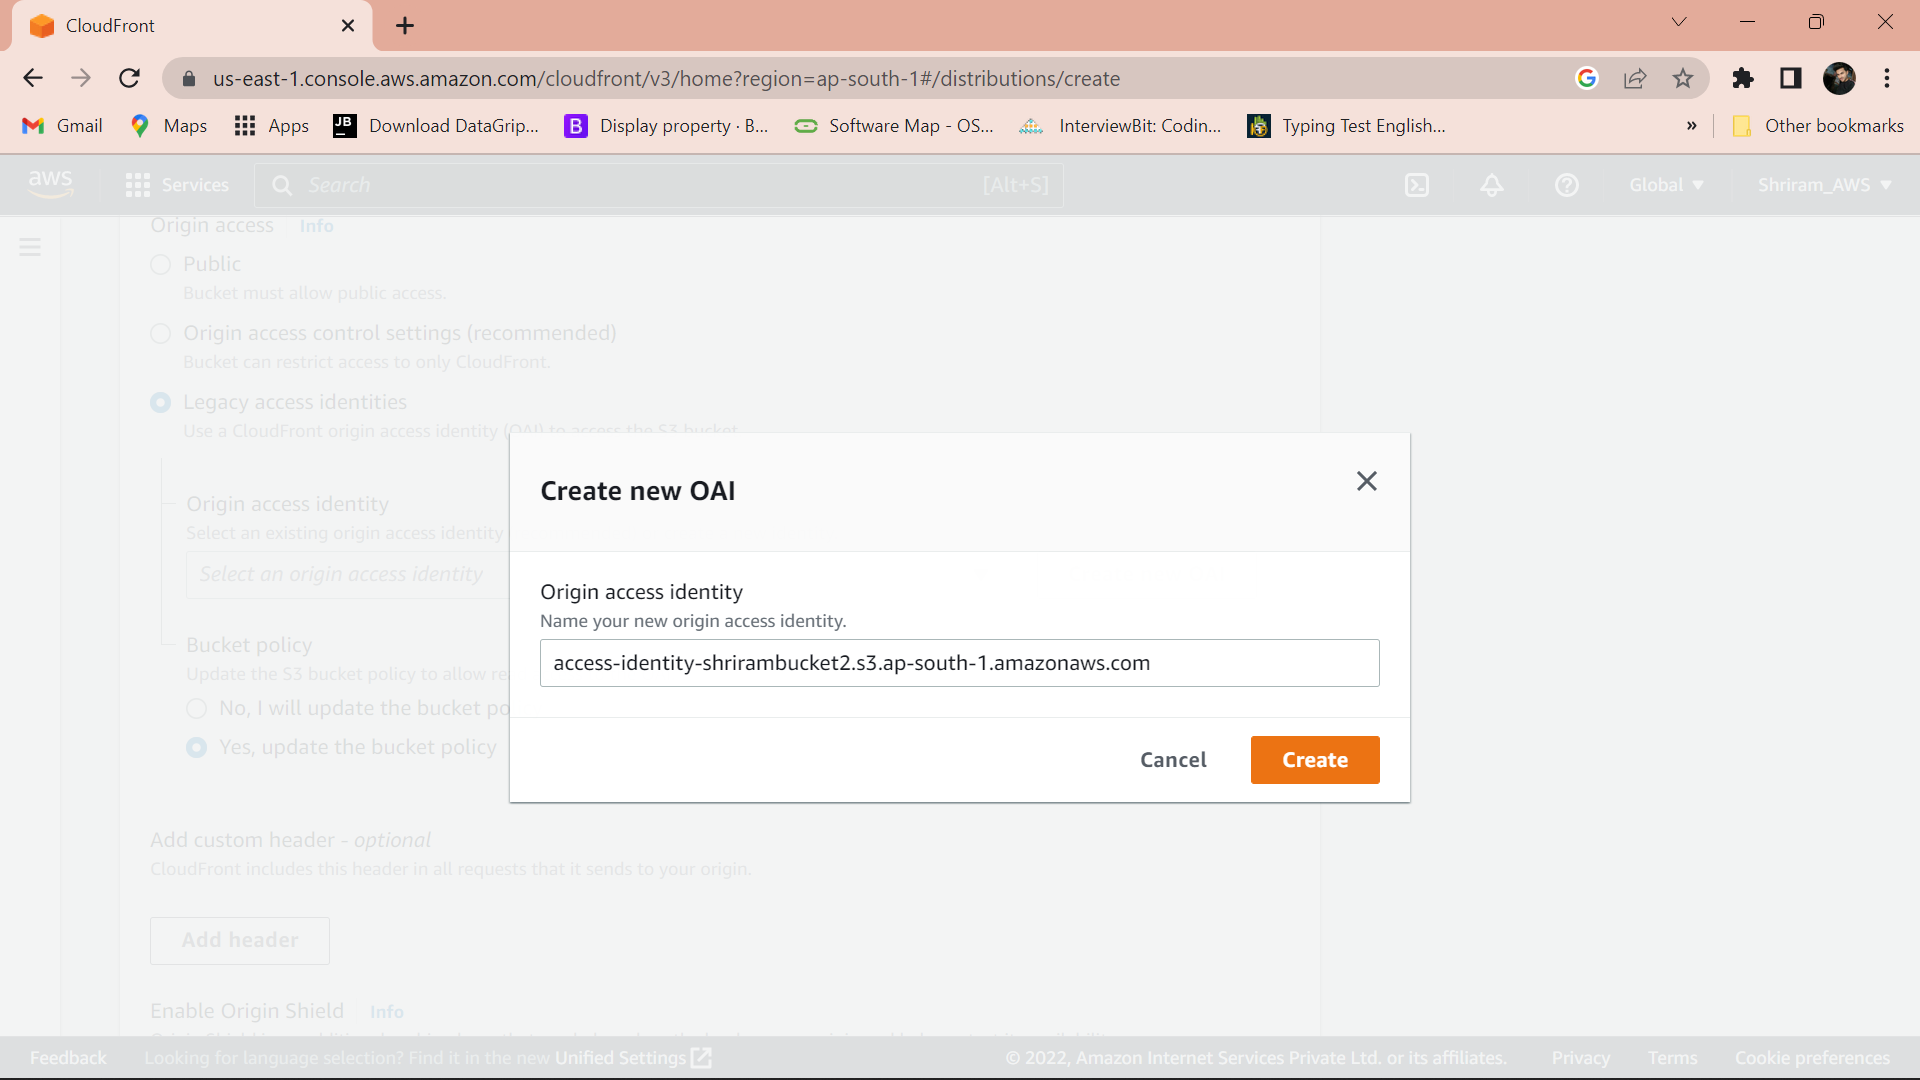 CloudFront
us-east-1.console.aws.amazon.com/cloudfront/v3/home?region=ap-south-1#/distributions/create
Gmail Maps Apps JB Download DataGrip... B Display property · B... Software Map - OS... InterviewBit: Codin... Typing Test English... » Other bookmarks
aws Services Search [Alt+S] Global Shriram_AWS
Origin access Info
Public
Bucket must allow public access.
Origin access control settings (recommended)
Bucket can restrict access to only CloudFront.
Legacy access identities
Use a CloudFront origin access identity (OAI) to access the S3 bucket.
Create new OAI
Origin access identity
Select an existing origin access identity
Select an origin access identity
Origin access identity
Name your new origin access identity.
access-identity-shrirambucket2.s3.ap-south-1.amazonaws.com
Bucket policy
Update the S3 bucket policy to allow re
No, I will update the bucket po
Yes, update the bucket policy
Cancel Create
Add custom header - optional
CloudFront includes this header in all requests that it sends to your origin.
Add header
Enable Origin Shield Info
Feedback Looking for language selection? Find it in the new Unified Settings © 2022, Amazon Internet Services Private Ltd. or its affiliates. Privacy Terms Cookie preferences